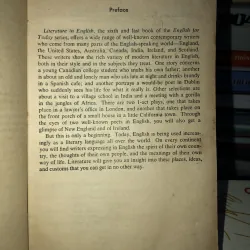 Preface
Literature in English, the sixth and last book of the English for
Today series, offers a wide range of well-known contemporary writers
who come from many parts of the English-speaking world—England,
the United States, Australia, Canada, India, Ireland, and Scotland.
These writers show the rich variety of modern literature in English,
both in their style and in the subjects they treat. One story concerns
a young Canadian college student who under his own father; another
is about an old and lonely man who sits late at night and drinks brandy
in a Spanish café; and another portrays a wasted poet in Dublin
who suddenly sees his life for what it really is. Other selections are
about a visit to a village school in India and a meeting with a gorilla
in the jungles of Africa. There are two 1-act plays, one that takes
place in a lawyer's office in London, and another that takes place on
the front porch of a small house in a little California town. Through
the eyes of two well-known poets in English, you will also get a
glimpse of New England and of Ireland.
But this is only a beginning. Today, English is being used increas-
ingly as a literary language all over the world. On every continent
you will find writers expressing in English the spirit of their own coun-
try, the thoughts of their own people, and the meanings of their own
way of life. Literature will give you an insight into these places, ideas,
and customs that you can get in no other way.